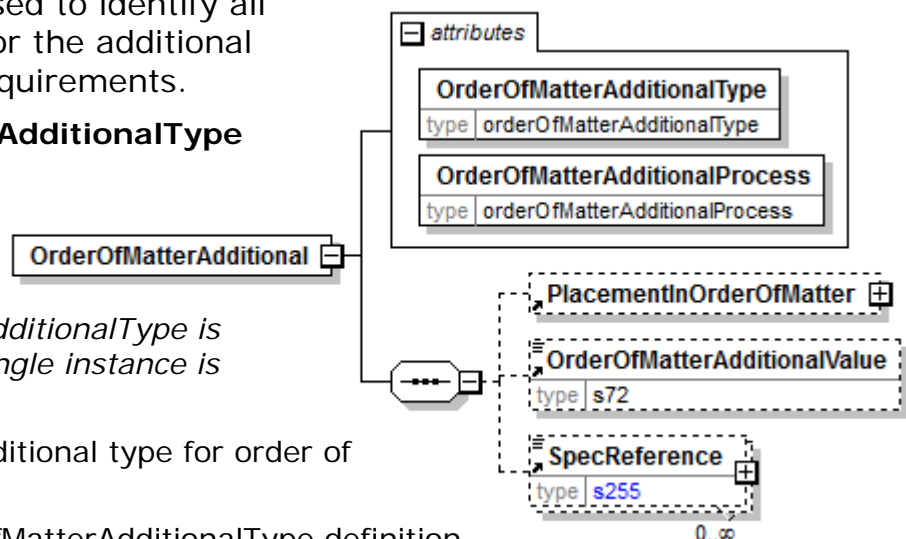 sed to identify all
or the additional
quirements.
AdditionalType
dditionalType is
ngle instance is
ditional type for order of
fMatterAdditionalType definition
attributes
OrderOfMatterAdditionalType
type orderOfMatterAdditionalType
OrderOfMatterAdditionalProcess
type orderOfMatterAdditionalProcess
OrderOfMatterAdditional
PlacementInOrderOfMatter
OrderOfMatterAdditionalValue
type s72
SpecReference
type s255
0..∞